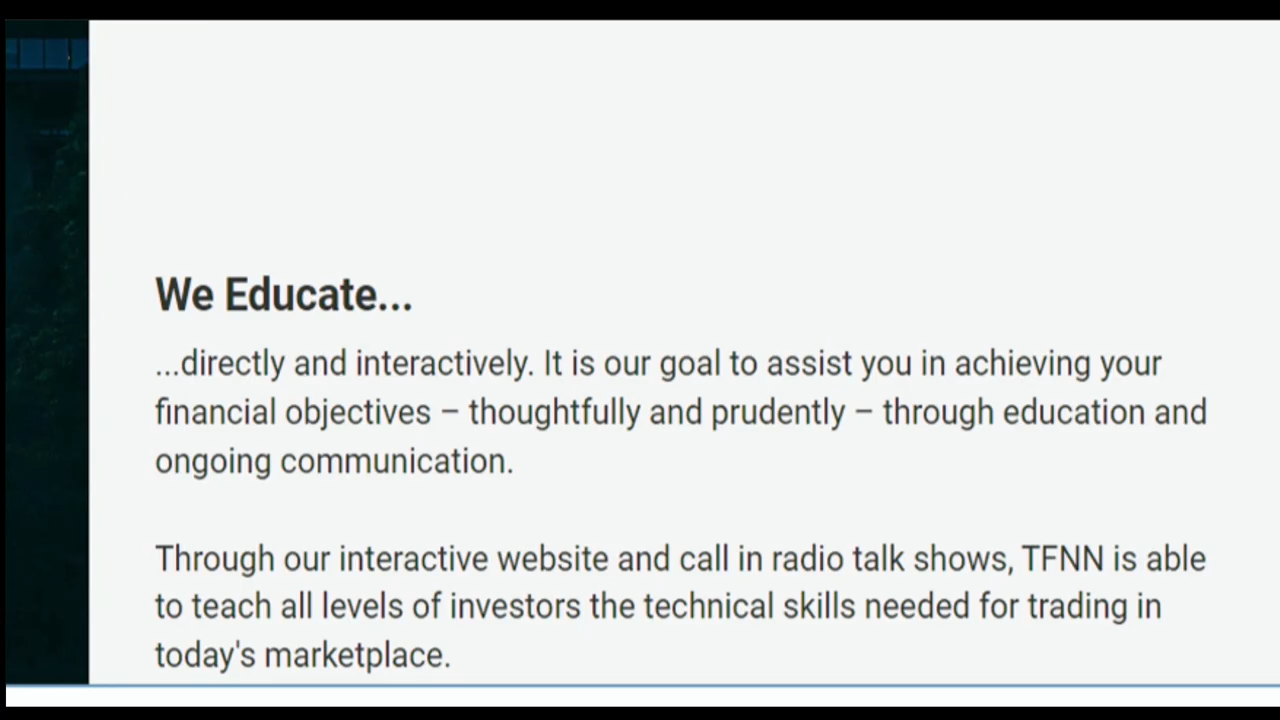 We Educate...
...directly and interactively. It is our goal to assist you in achieving your
financial objectives – thoughtfully and prudently – through education and
ongoing communication.
Through our interactive website and call in radio talk shows, TFNN is able
to teach all levels of investors the technical skills needed for trading in
today's marketplace.